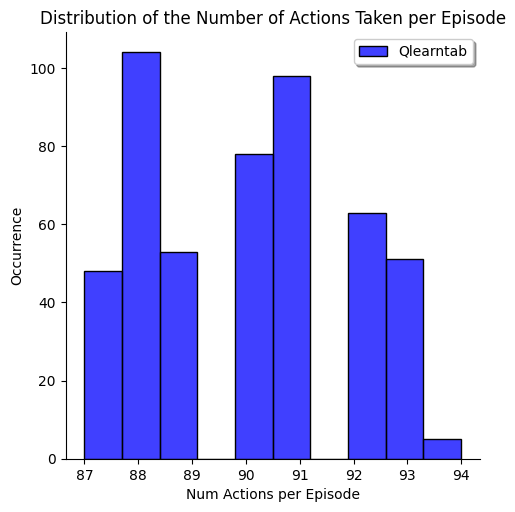 Distribution of the Number of Actions Taken per Episode
Qlearntab
100
80
60
40
20
0
Occurrence
87 88 89 90 91 92 93 94
Num Actions per Episode